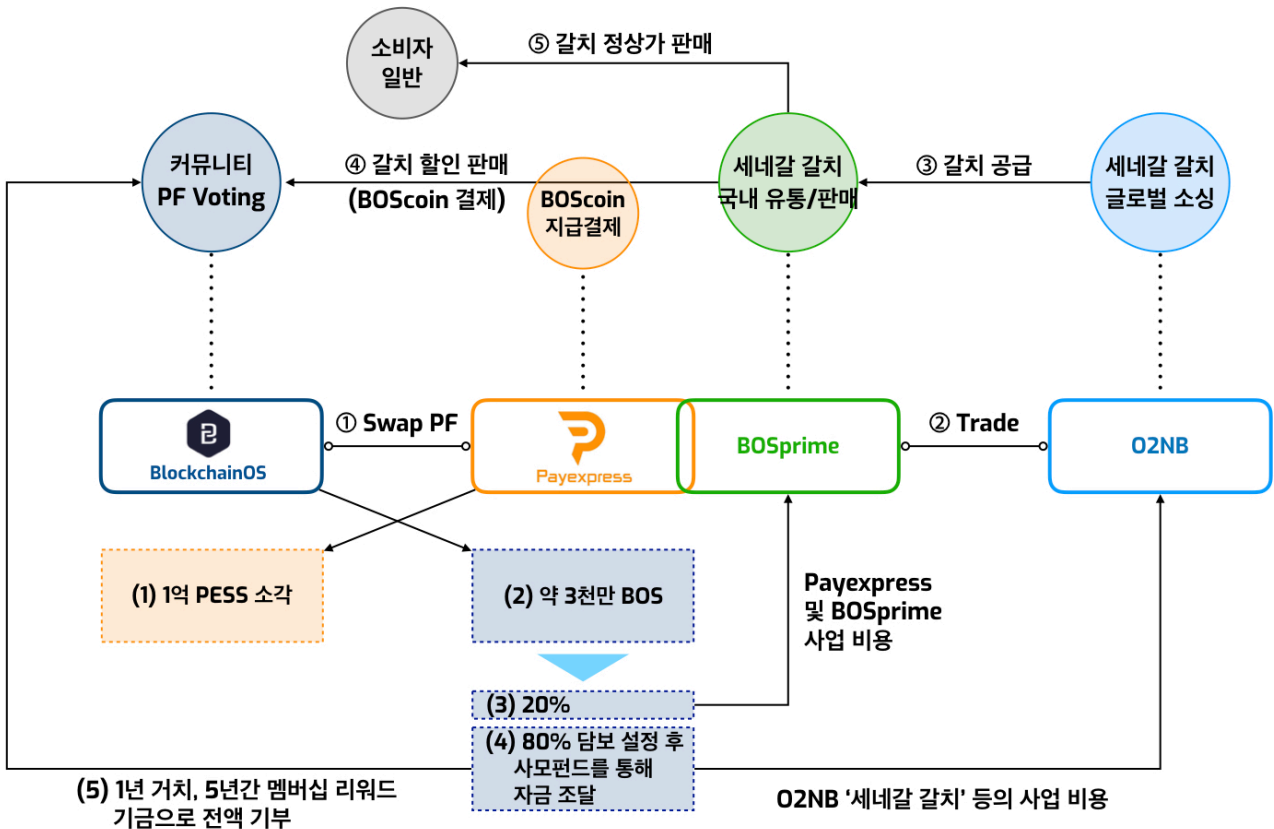 소비자
일반
⑤ 갈치 정상가 판매
커뮤니티
PF Voting
④ 갈치 할인 판매
(BOScoin 결제)
BOScoin
지급결제
세네갈 갈치
국내 유통/판매
③ 갈치 공급
세네갈 갈치
글로벌 소싱
BlockchainOS
① Swap PF
Payexpress
BOSprime
② Trade
O2NB
(1) 1억 PESS 소각
(2) 약 3천만 BOS
Payexpress
및 BOSprime
사업 비용
(3) 20%
(4) 80% 담보 설정 후
사모펀드를 통해
자금 조달
(5) 1년 거치, 5년간 멤버십 리워드
기금으로 전액 기부
O2NB ‘세네갈 갈치’ 등의 사업 비용